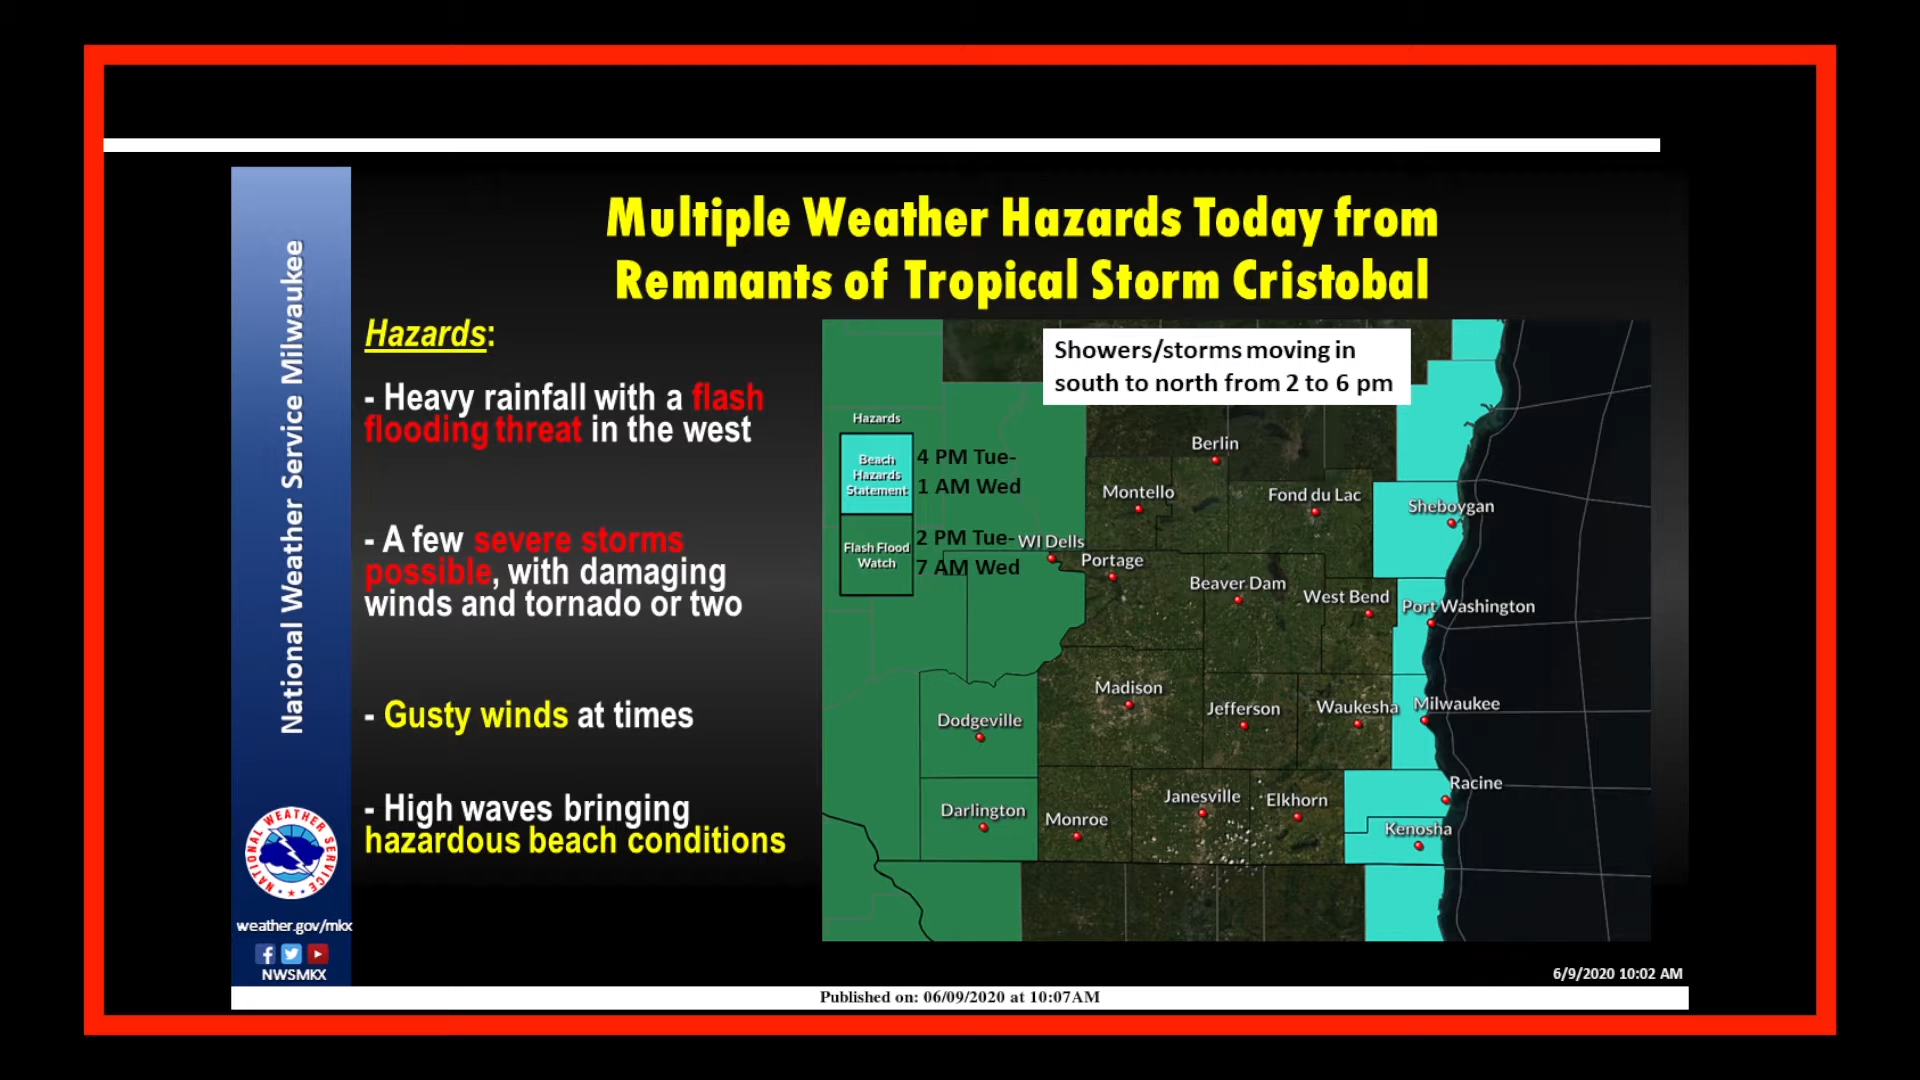 Multiple Weather Hazards Today from
Remnants of Tropical Storm Cristobal
National Weather Service Milwaukee
Hazards:
- Heavy rainfall with a flash
flooding threat in the west
- A few severe storms
possible, with damaging
winds and tornado or two
- Gusty winds at times
- High waves bringing
hazardous beach conditions
Showers/storms moving in
south to north from 2 to 6 pm
Hazards
Beach
Hazards
Statement
4 PM Tue-
1 AM Wed
Flash Flood
Watch
2 PM Tue-
7 AM Wed
Berlin
Montello
Fond du Lac
Sheboygan
WI Dells
Portage
Beaver Dam
West Bend
Port Washington
Madison
Jefferson
Waukesha
Milwaukee
Dodgeville
Racine
Janesville
Elkhorn
Darlington
Monroe
Kenosha
NATIONAL WEATHER SERVICE
weather.gov/mkx
f
NWSMKX
6/9/2020 10:02 AM
Published on: 06/09/2020 at 10:07AM